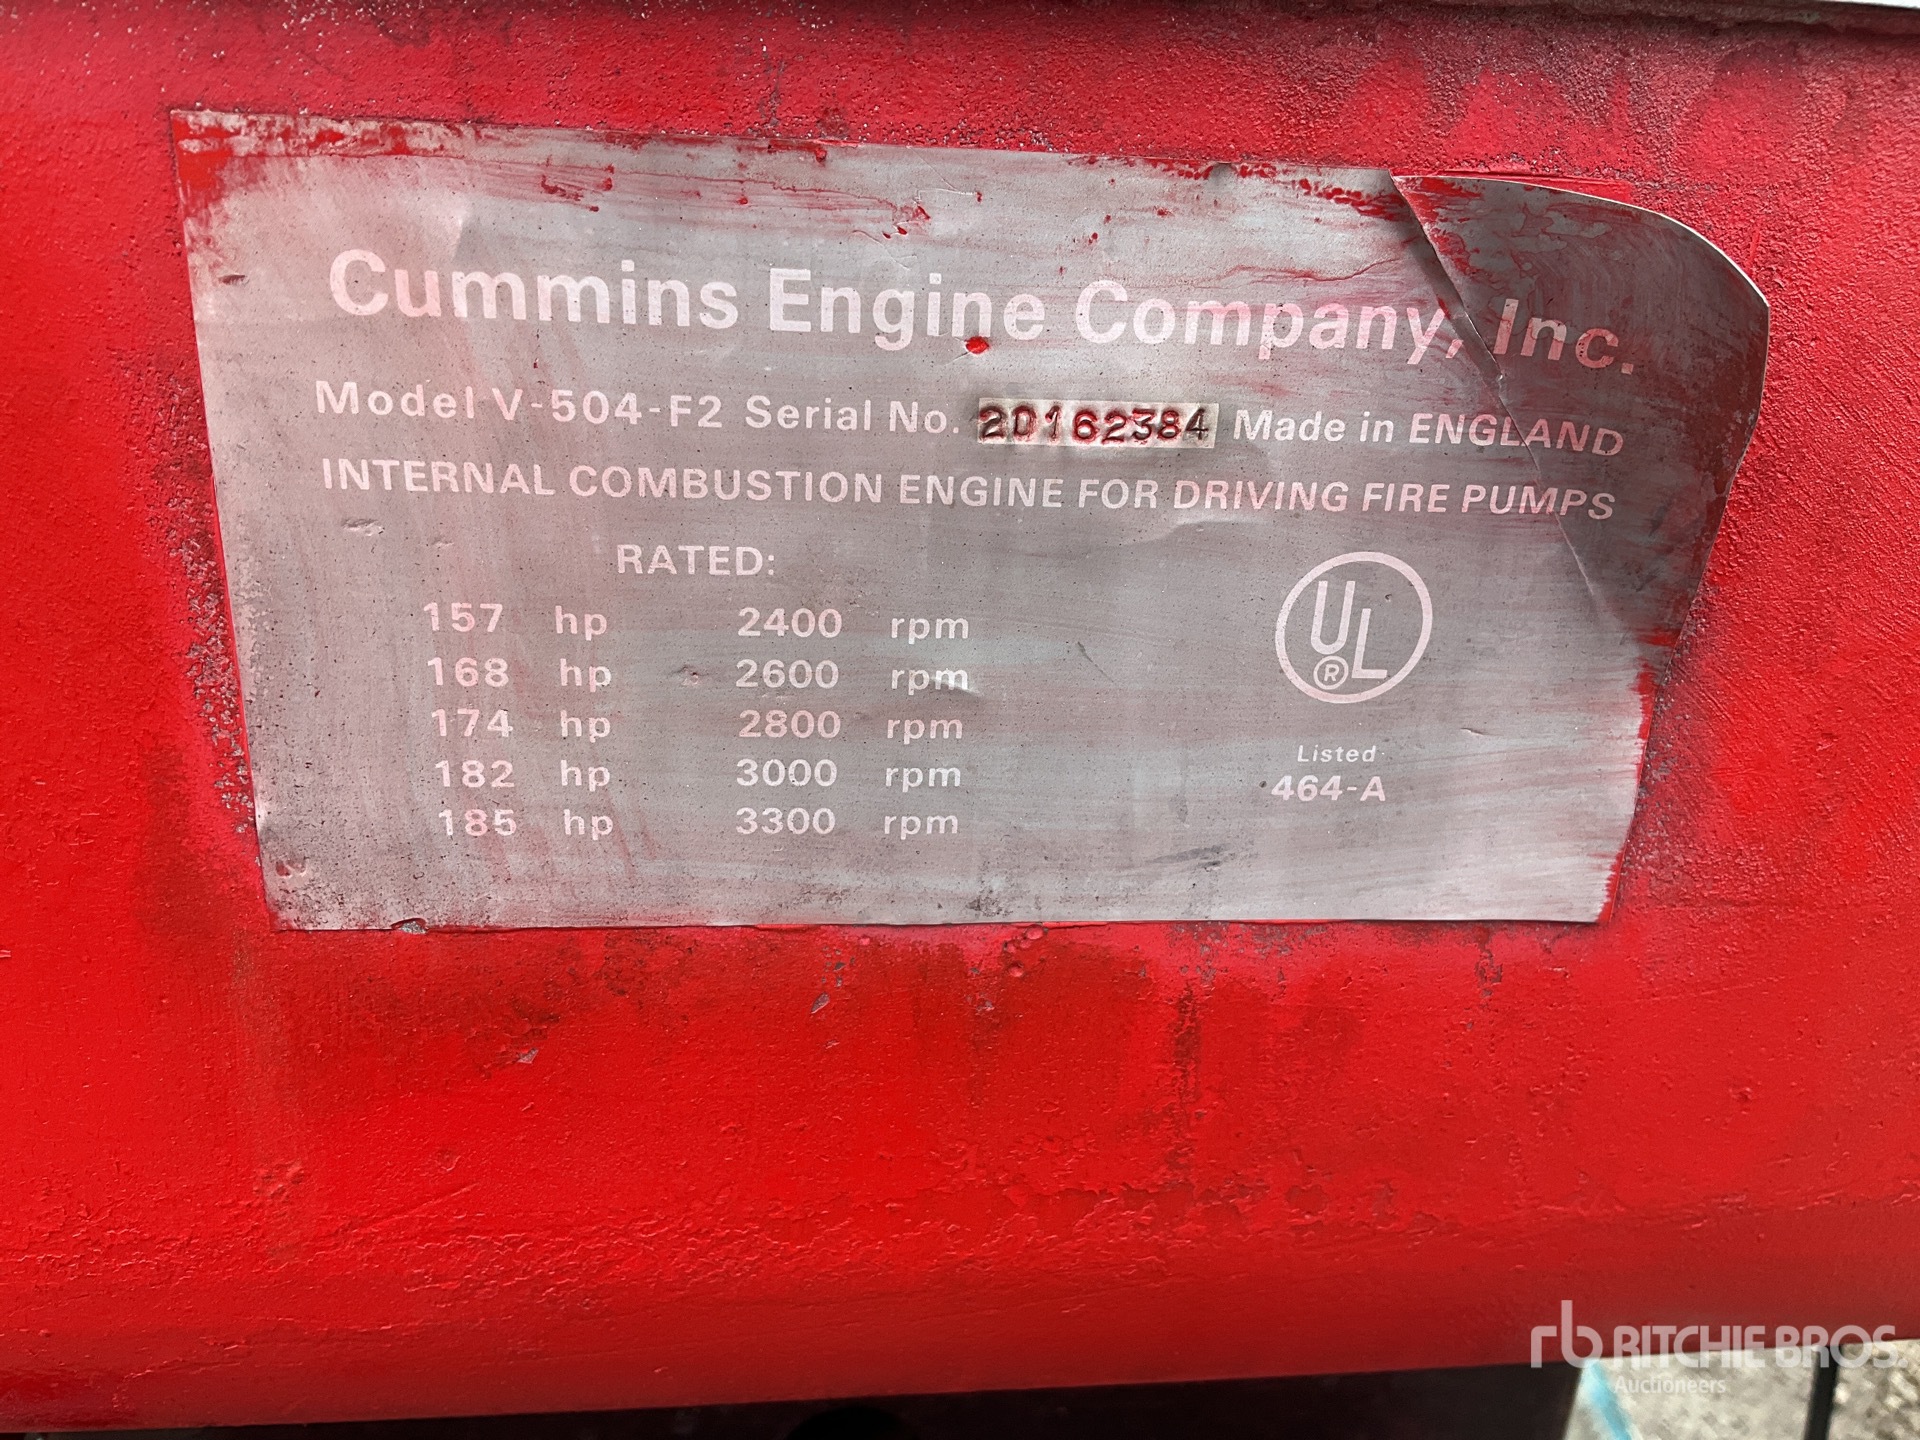 Cummins Engine Company, Inc.
Model V-504-F2 Serial No. 20162384 Made in ENGLAND
INTERNAL COMBUSTION ENGINE FOR DRIVING FIRE PUMPS
RATED:
157 hp 2400 rpm
168 hp 2600 rpm
174 hp 2800 rpm
182 hp 3000 rpm
185 hp 3300 rpm
UL
®
Listed
464-A
rb RITCHIE BROS.
Auctioneers